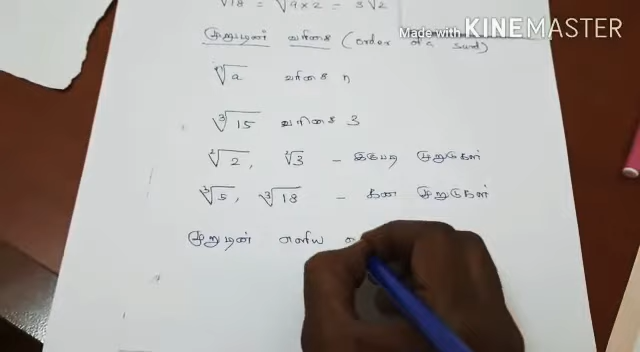 √18 = √9×2 = 3√2
Made with KINEMASTER
முறுடின் வரிசை (order of a surd)
ⁿ√a வரிசை n
³√15 வரிசை 3
²√2, ²√3 – இருபடி முறுடுகள்
³√5, ³√18 – கன முறுடுகள்
முறுடின் எளிய